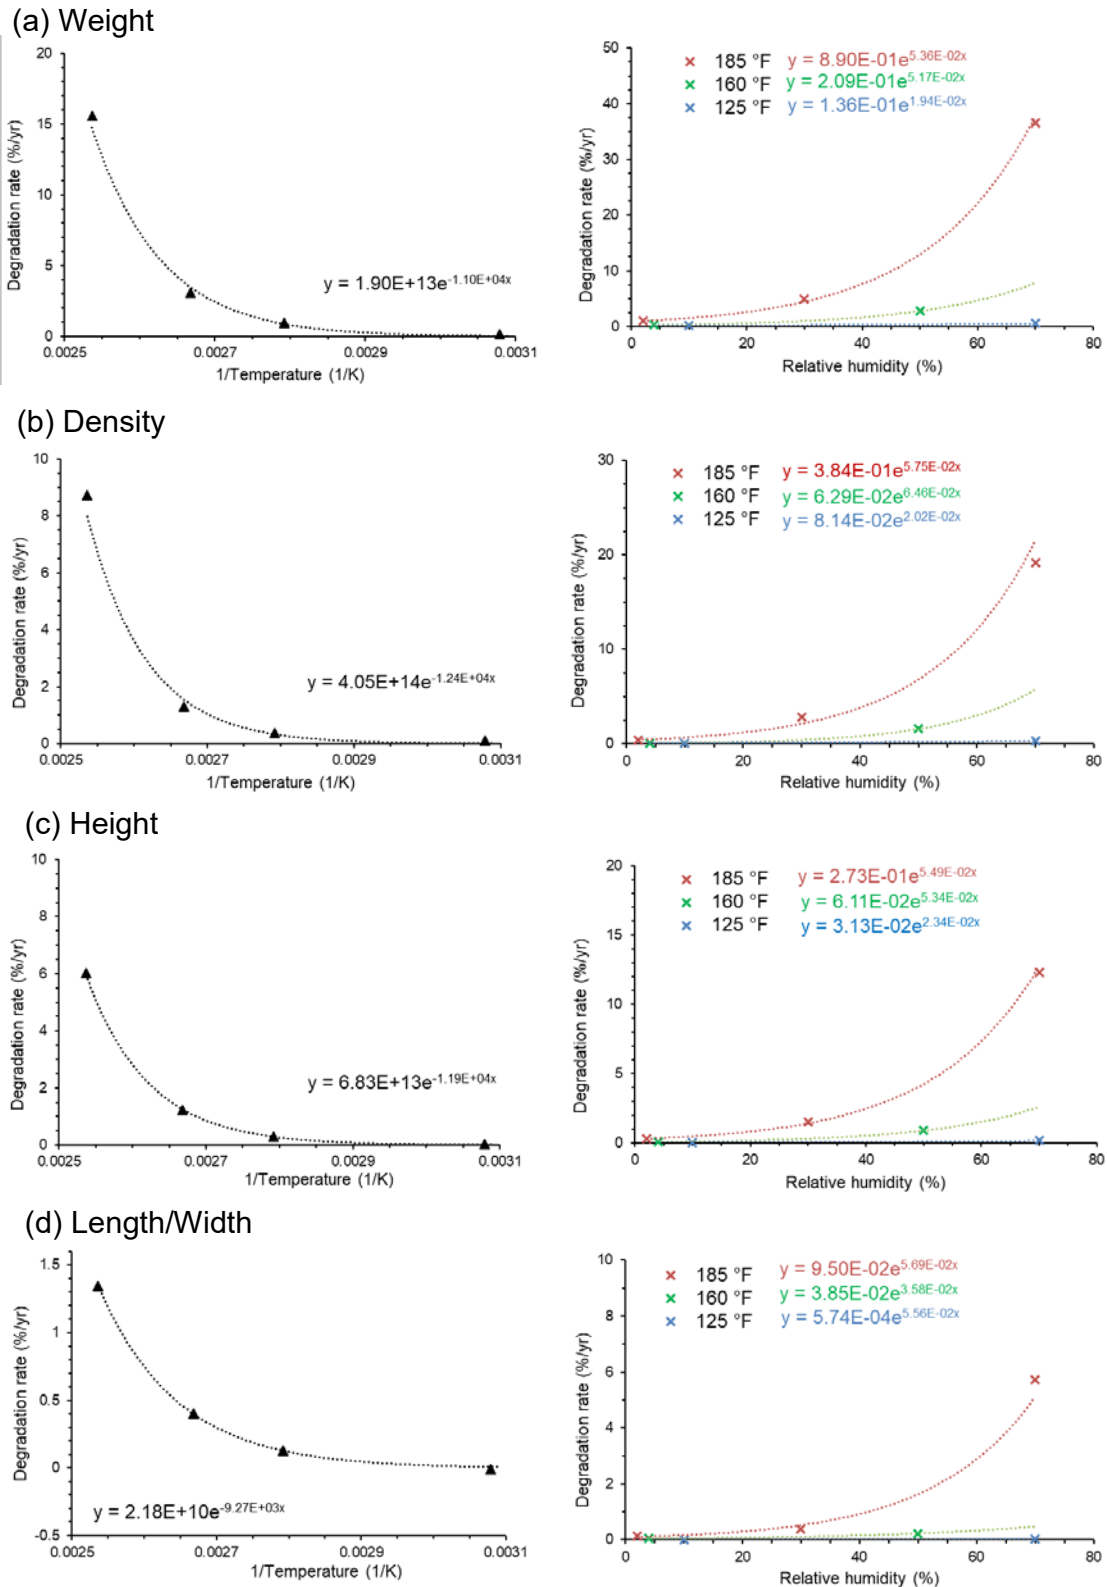 (a) Weight
20
15
10
5
0
0.0025 0.0027 0.0029 0.0031
Degradation rate (%/yr)
1/Temperature (1/K)
y = 1.90E+13e-1.10E+04x
50
40
30
20
10
0
0 20 40 60 80
Degradation rate (%/yr)
Relative humidity (%)
185 °F y = 8.90E-01e5.36E-02x
160 °F y = 2.09E-01e5.17E-02x
125 °F y = 1.36E-01e1.94E-02x
(b) Density
10
8
6
4
2
0
0.0025 0.0027 0.0029 0.0031
Degradation rate (%/yr)
1/Temperature (1/K)
y = 4.05E+14e-1.24E+04x
30
20
10
0
0 20 40 60 80
Degradation rate (%/yr)
Relative humidity (%)
185 °F y = 3.84E-01e5.75E-02x
160 °F y = 6.29E-02e6.46E-02x
125 °F y = 8.14E-02e2.02E-02x
(c) Height
10
8
6
4
2
0
0.0025 0.0027 0.0029 0.0031
Degradation rate (%/yr)
1/Temperature (1/K)
y = 6.83E+13e-1.19E+04x
20
15
10
5
0
0 20 40 60 80
Degradation rate (%/yr)
Relative humidity (%)
185 °F y = 2.73E-01e5.49E-02x
160 °F y = 6.11E-02e5.34E-02x
125 °F y = 3.13E-02e2.34E-02x
(d) Length/Width
1.5
1
0.5
0
-0.5
0.0025 0.0027 0.0029 0.0031
Degradation rate (%/yr)
1/Temperature (1/K)
y = 2.18E+10e-9.27E+03x
10
8
6
4
2
0
0 20 40 60 80
Degradation rate (%/yr)
Relative humidity (%)
185 °F y = 9.50E-02e5.69E-02x
160 °F y = 3.85E-02e3.58E-02x
125 °F y = 5.74E-04e5.56E-02x